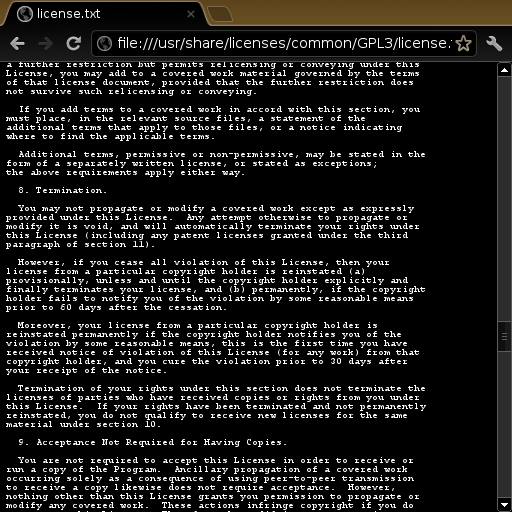 license.txt
file:///usr/share/licenses/common/GPL3/license.
a further restriction but permits relicensing or conveying under this
License, you may add to a covered work material governed by the terms
of that license document, provided that the further restriction does
not survive such relicensing or conveying.
If you add terms to a covered work in accord with this section, you
must place, in the relevant source files, a statement of the
additional terms that apply to those files, or a notice indicating
where to find the applicable terms.
Additional terms, permissive or non-permissive, may be stated in the
form of a separately written license, or stated as exceptions;
the above requirements apply either way.
8. Termination.
You may not propagate or modify a covered work except as expressly
provided under this License.  Any attempt otherwise to propagate or
modify it is void, and will automatically terminate your rights under
this License (including any patent licenses granted under the third
paragraph of section 11).
However, if you cease all violation of this License, then your
license from a particular copyright holder is reinstated (a)
provisionally, unless and until the copyright holder explicitly and
finally terminates your license, and (b) permanently, if the copyright
holder fails to notify you of the violation by some reasonable means
prior to 60 days after the cessation.
Moreover, your license from a particular copyright holder is
reinstated permanently if the copyright holder notifies you of the
violation by some reasonable means, this is the first time you have
received notice of violation of this License (for any work) from that
copyright holder, and you cure the violation prior to 30 days after
your receipt of the notice.
Termination of your rights under this section does not terminate the
licenses of parties who have received copies or rights from you under
this License.  If your rights have been terminated and not permanently
reinstated, you do not qualify to receive new licenses for the same
material under section 10.
9. Acceptance Not Required for Having Copies.
You are not required to accept this License in order to receive or
run a copy of the Program.  Ancillary propagation of a covered work
occurring solely as a consequence of using peer-to-peer transmission
to receive a copy likewise does not require acceptance.  However,
nothing other than this License grants you permission to propagate or
modify any covered work.  These actions infringe copyright if you do